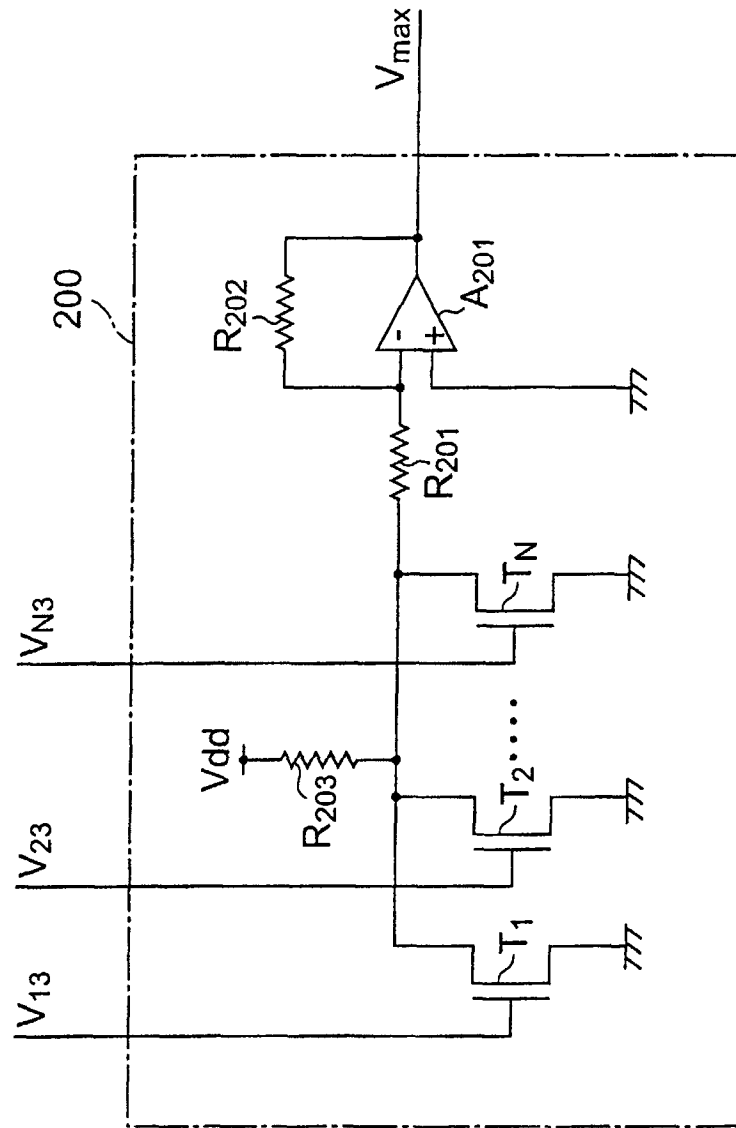 200
V13
V23
VN3
Vmax
Vdd
R203
R202
R201
A201
-
+
T1
T2
.....
TN